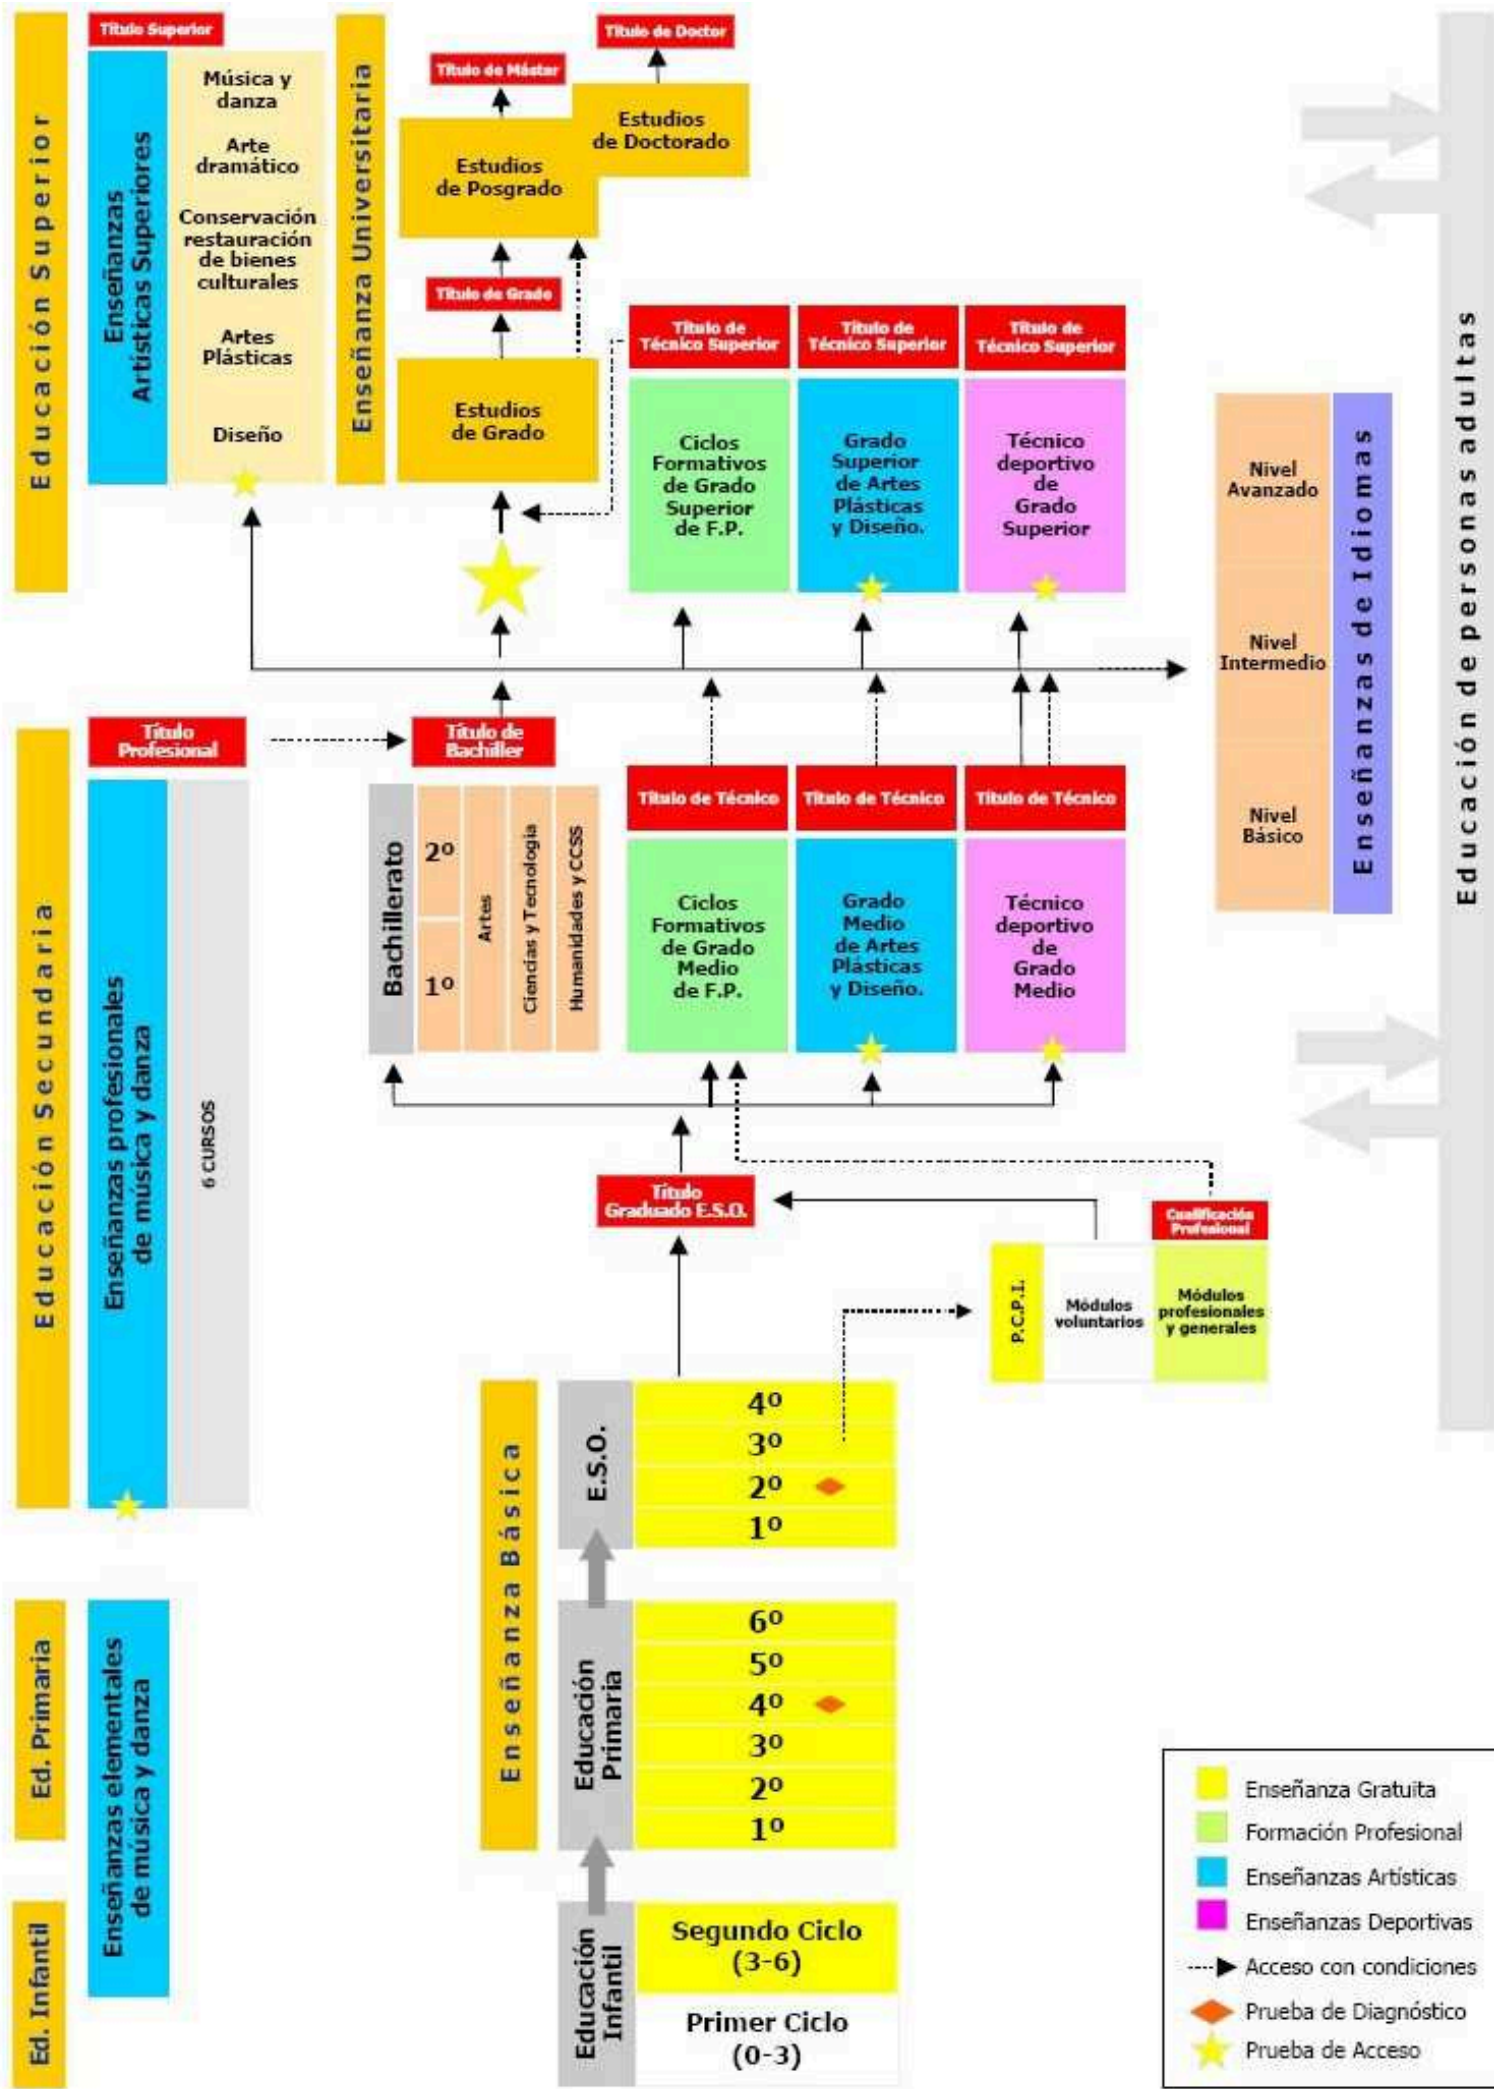 Educación Superior
Título Superior
Enseñanzas
Artísticas Superiores
Música y
danza
Arte
dramático
Conservación
restauración
de bienes
culturales
Artes
Plásticas
Diseño
Enseñanza Universitaria
Título de Máster
Título de Doctor
Estudios
de Posgrado
Estudios
de Doctorado
Título de Grado
Estudios
de Grado
Título de
Técnico Superior
Título de
Técnico Superior
Título de
Técnico Superior
Ciclos
Formativos
de Grado
Superior
de F.P.
Grado
Superior
de Artes
Plásticas
y Diseño.
Técnico
deportivo
de
Grado
Superior
Nivel
Avanzado
Nivel
Intermedio
Nivel
Básico
Enseñanzas de Idiomas
Educación de personas adultas
Educación Secundaria
Título
Profesional
Enseñanzas profesionales
de música y danza
6 CURSOS
Título de
Bachiller
Bachillerato
2º
1º
Artes
Ciencias y Tecnología
Humanidades y CCSS
Título de Técnico
Título de Técnico
Título de Técnico
Ciclos
Formativos
de Grado
Medio
de F.P.
Grado
Medio
de Artes
Plásticas
y Diseño.
Técnico
deportivo
de
Grado
Medio
Título
Graduado E.S.O.
Cualificación
Profesional
P.C.P.I.
Módulos
voluntarios
Módulos
profesionales
y generales
Enseñanza Básica
E.S.O.
4º
3º
2º
1º
Ed. Primaria
Enseñanzas elementales
de música y danza
Educación
Primaria
6º
5º
4º
3º
2º
1º
Ed. Infantil
Educación
Infantil
Segundo Ciclo
(3-6)
Primer Ciclo
(0-3)
Enseñanza Gratuita
Formación Profesional
Enseñanzas Artísticas
Enseñanzas Deportivas
Acceso con condiciones
Prueba de Diagnóstico
Prueba de Acceso